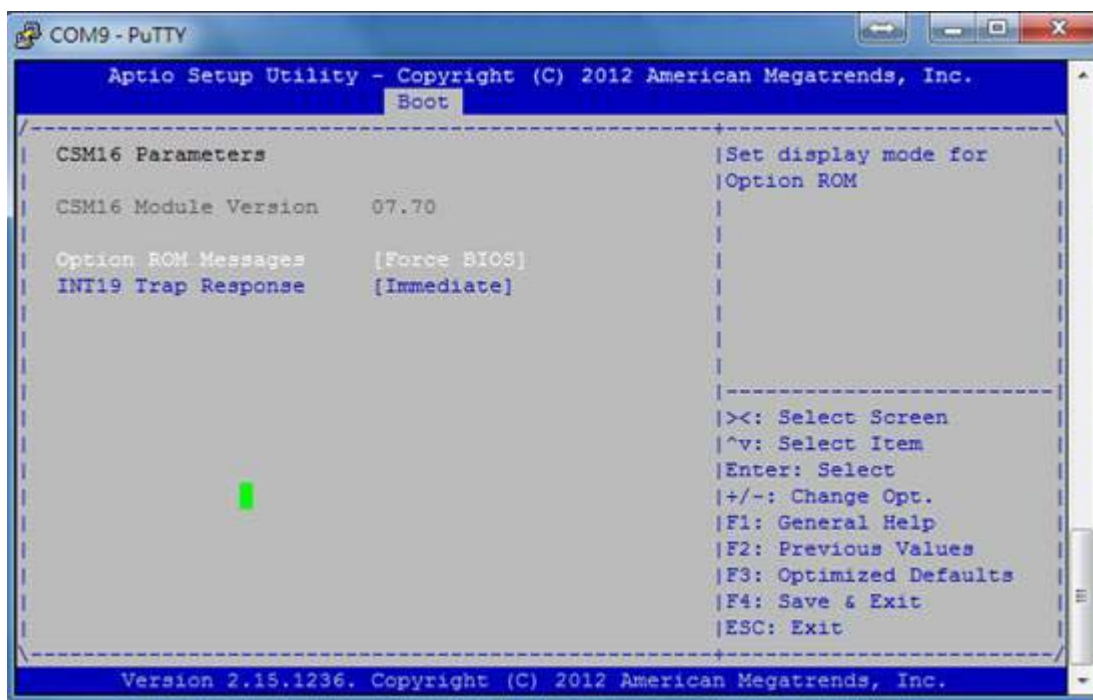 COM9 - PuTTY
Aptio Setup Utility - Copyright (C) 2012 American Megatrends, Inc.
Boot
CSM16 Parameters
CSM16 Module Version 07.70
Option ROM Messages [Force BIOS]
INT19 Trap Response [Immediate]
Set display mode for
Option ROM
><: Select Screen
^v: Select Item
Enter: Select
+/-: Change Opt.
F1: General Help
F2: Previous Values
F3: Optimized Defaults
F4: Save & Exit
ESC: Exit
Version 2.15.1236. Copyright (C) 2012 American Megatrends, Inc.